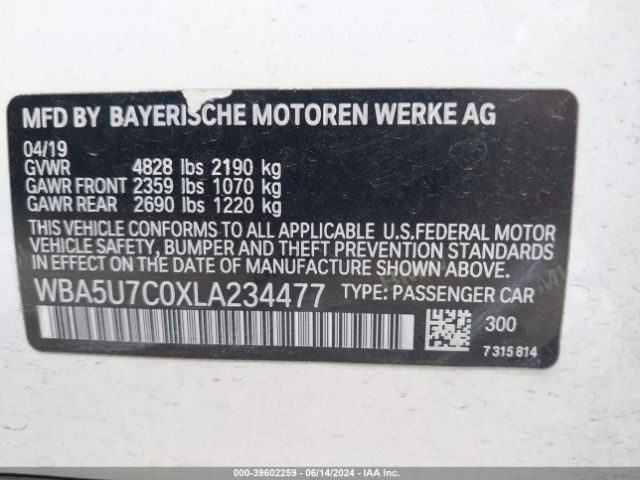 MFD BY BAYERISCHE MOTOREN WERKE AG
04/19
GVWR 4828 lbs 2190 kg
GAWR FRONT 2359 lbs 1070 kg
GAWR REAR 2690 lbs 1220 kg
THIS VEHICLE CONFORMS TO ALL APPLICABLE U.S.FEDERAL MOTOR
VEHICLE SAFETY, BUMPER AND THEFT PREVENTION STANDARDS
IN EFFECT ON THE DATE OF MANUFACTURE SHOWN ABOVE.
WBA5U7C0XLA234477 TYPE: PASSENGER CAR
300
7315814
000-39602259 - 06/14/2024 - IAA Inc.